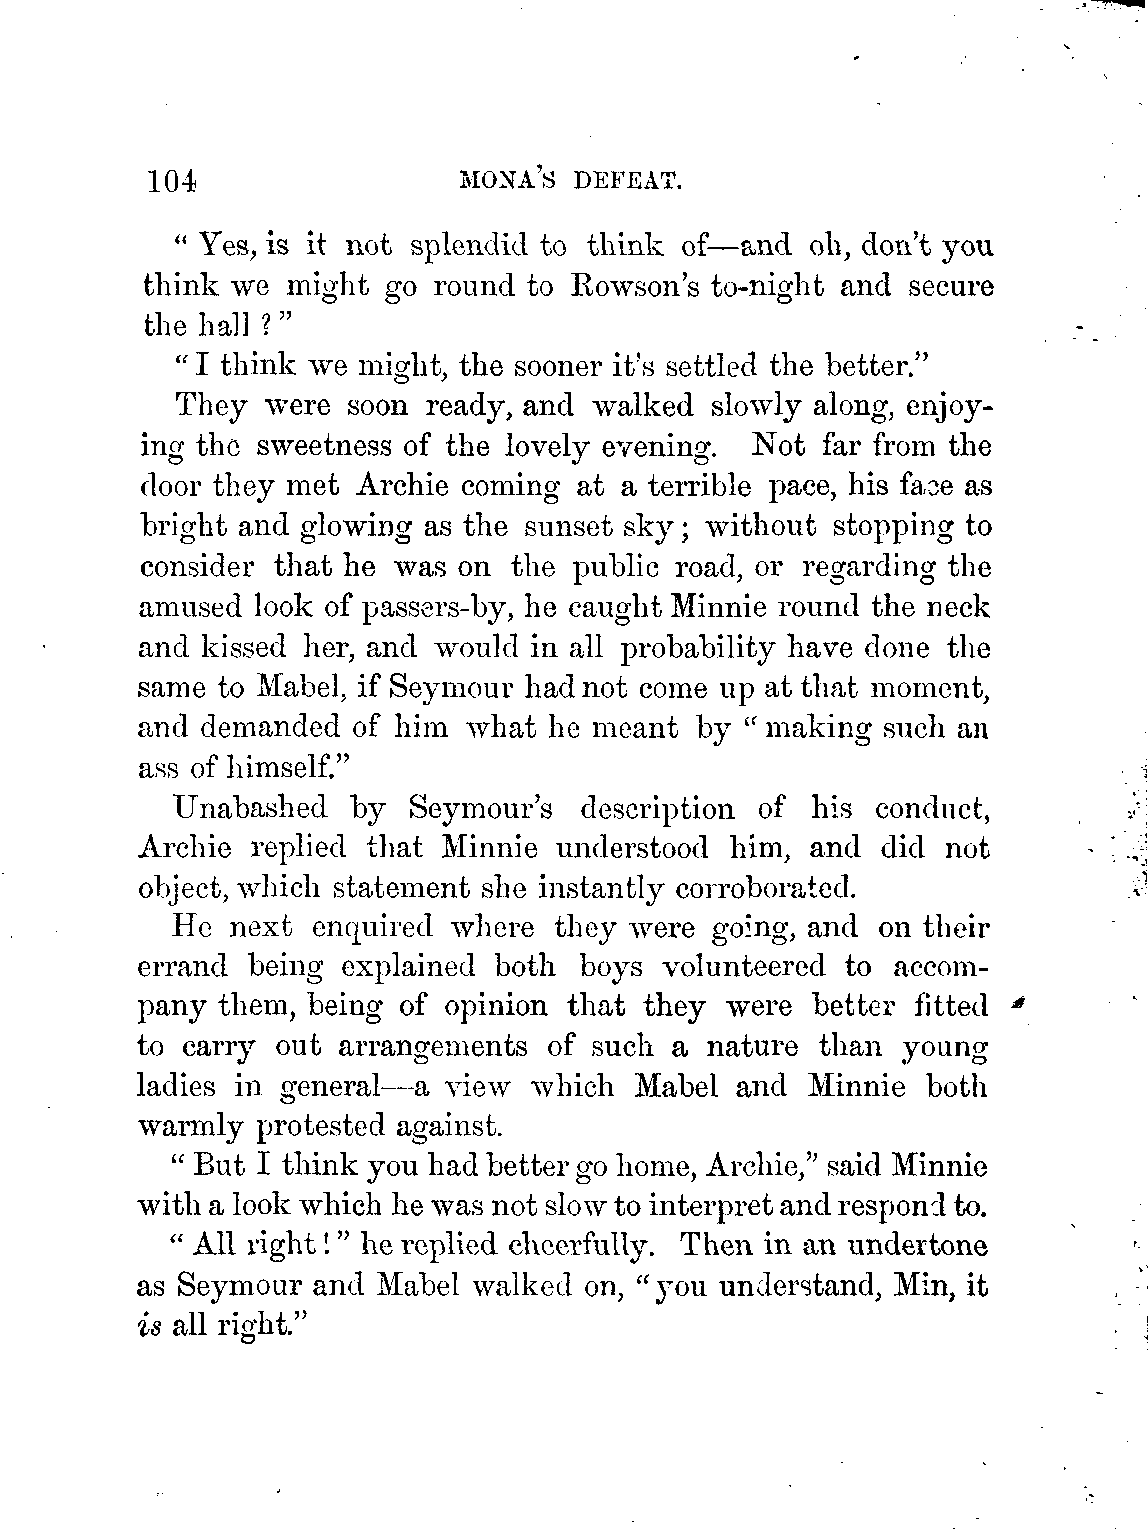 104 MONA'S DEFEAT.
" Yes, is it not splendid to think of—and oh, don't you
think we might go round to Rowson's to-night and secure
the hall ? "
" I think we might, the sooner it's settled the better."
They were soon ready, and walked slowly along, enjoy-
ing the sweetness of the lovely evening. Not far from the
door they met Archie coming at a terrible pace, his face as
bright and glowing as the sunset sky ; without stopping to
consider that he was on the public road, or regarding the
amused look of passers-by, he caught Minnie round the neck
and kissed her, and would in all probability have done the
same to Mabel, if Seymour had not come up at that moment,
and demanded of him what he meant by " making such an
ass of himself."
Unabashed by Seymour's description of his conduct,
Archie replied that Minnie understood him, and did not
object, which statement she instantly corroborated.
He next enquired where they were going, and on their
errand being explained both boys volunteered to accom-
pany them, being of opinion that they were better fitted
to carry out arrangements of such a nature than young
ladies in general—a view which Mabel and Minnie both
warmly protested against.
" But I think you had better go home, Archie," said Minnie
with a look which he was not slow to interpret and respond to.
" All right ! " he replied cheerfully. Then in an undertone
as Seymour and Mabel walked on, " you understand, Min, it
is all right."